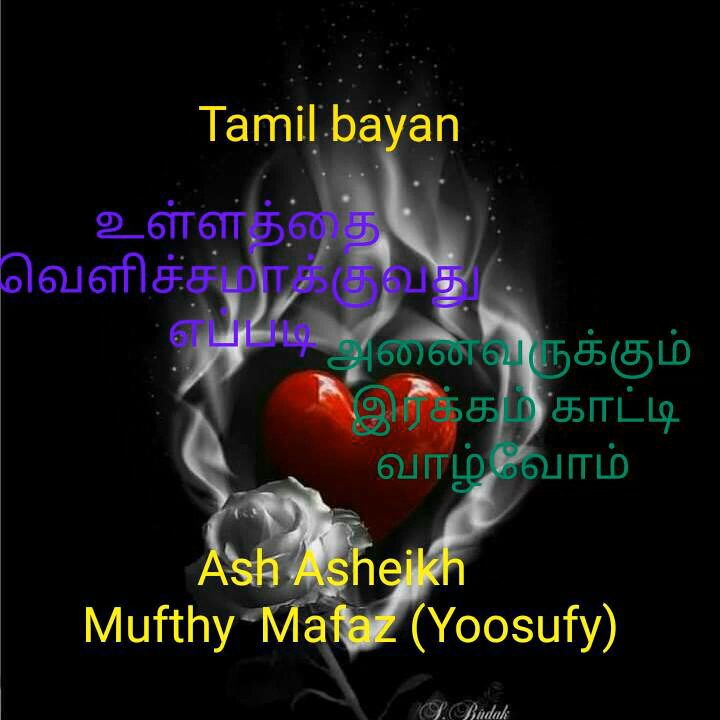 Tamil bayan
உள்ளத்தை
வெளிச்சமாக்குவது
எப்படி
அனைவருக்கும்
இரக்கம் காட்டி
வாழ்வோம்
Ash Asheikh
Mufthy Mafaz (Yoosufy)
S. Budak